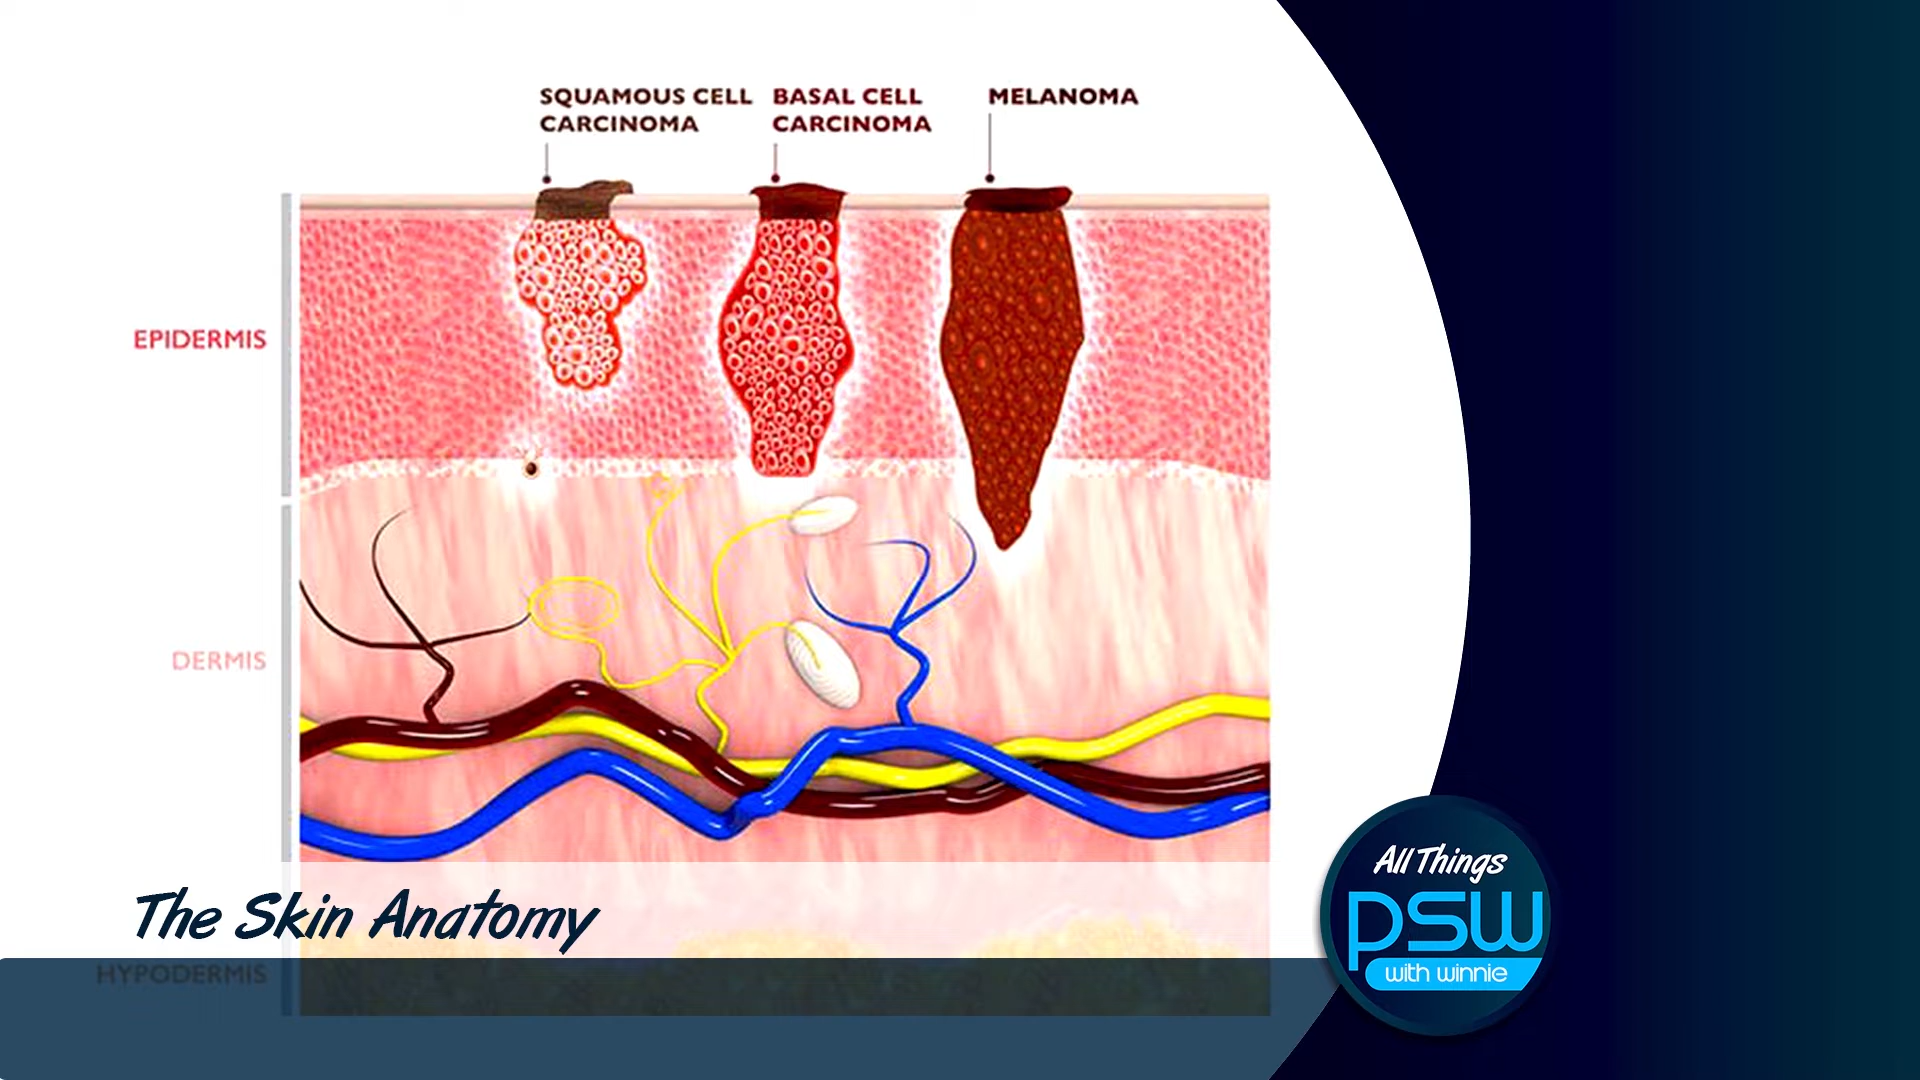 SQUAMOUS CELL
CARCINOMA
BASAL CELL
CARCINOMA
MELANOMA
EPIDERMIS
DERMIS
The Skin Anatomy
HYPODERMIS
All Things
PSW
with winnie